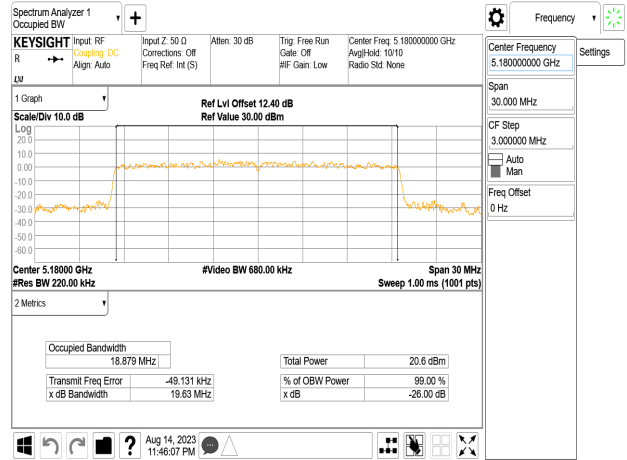 Spectrum Analyzer 1
Occupied BW
Frequency
KEYSIGHT
R
Input: RF
Coupling: DC
Align: Auto
Input Z: 50 Ω
Corrections: Off
Freq Ref: Int (S)
Atten: 30 dB
Trig: Free Run
Gate: Off
#IF Gain: Low
Center Freq: 5.180000000 GHz
Avg|Hold: 10/10
Radio Std: None
Center Frequency
5.180000000 GHz
Settings
Span
30.000 MHz
CF Step
3.000000 MHz
Auto
Man
Freq Offset
0 Hz
1 Graph
Scale/Div 10.0 dB
Ref Lvl Offset 12.40 dB
Ref Value 30.00 dBm
Log
20.0
10.0
0.00
-10.0
-20.0
-30.0
-40.0
-50.0
-60.0
Center 5.18000 GHz
#Video BW 680.00 kHz
Span 30 MHz
#Res BW 220.00 kHz
Sweep 1.00 ms (1001 pts)
2 Metrics
Occupied Bandwidth
18.879 MHz
Total Power 20.6 dBm
Transmit Freq Error -49.131 kHz
% of OBW Power 99.00 %
x dB Bandwidth 19.63 MHz
x dB -26.00 dB
?
Aug 14, 2023
11:46:07 PM